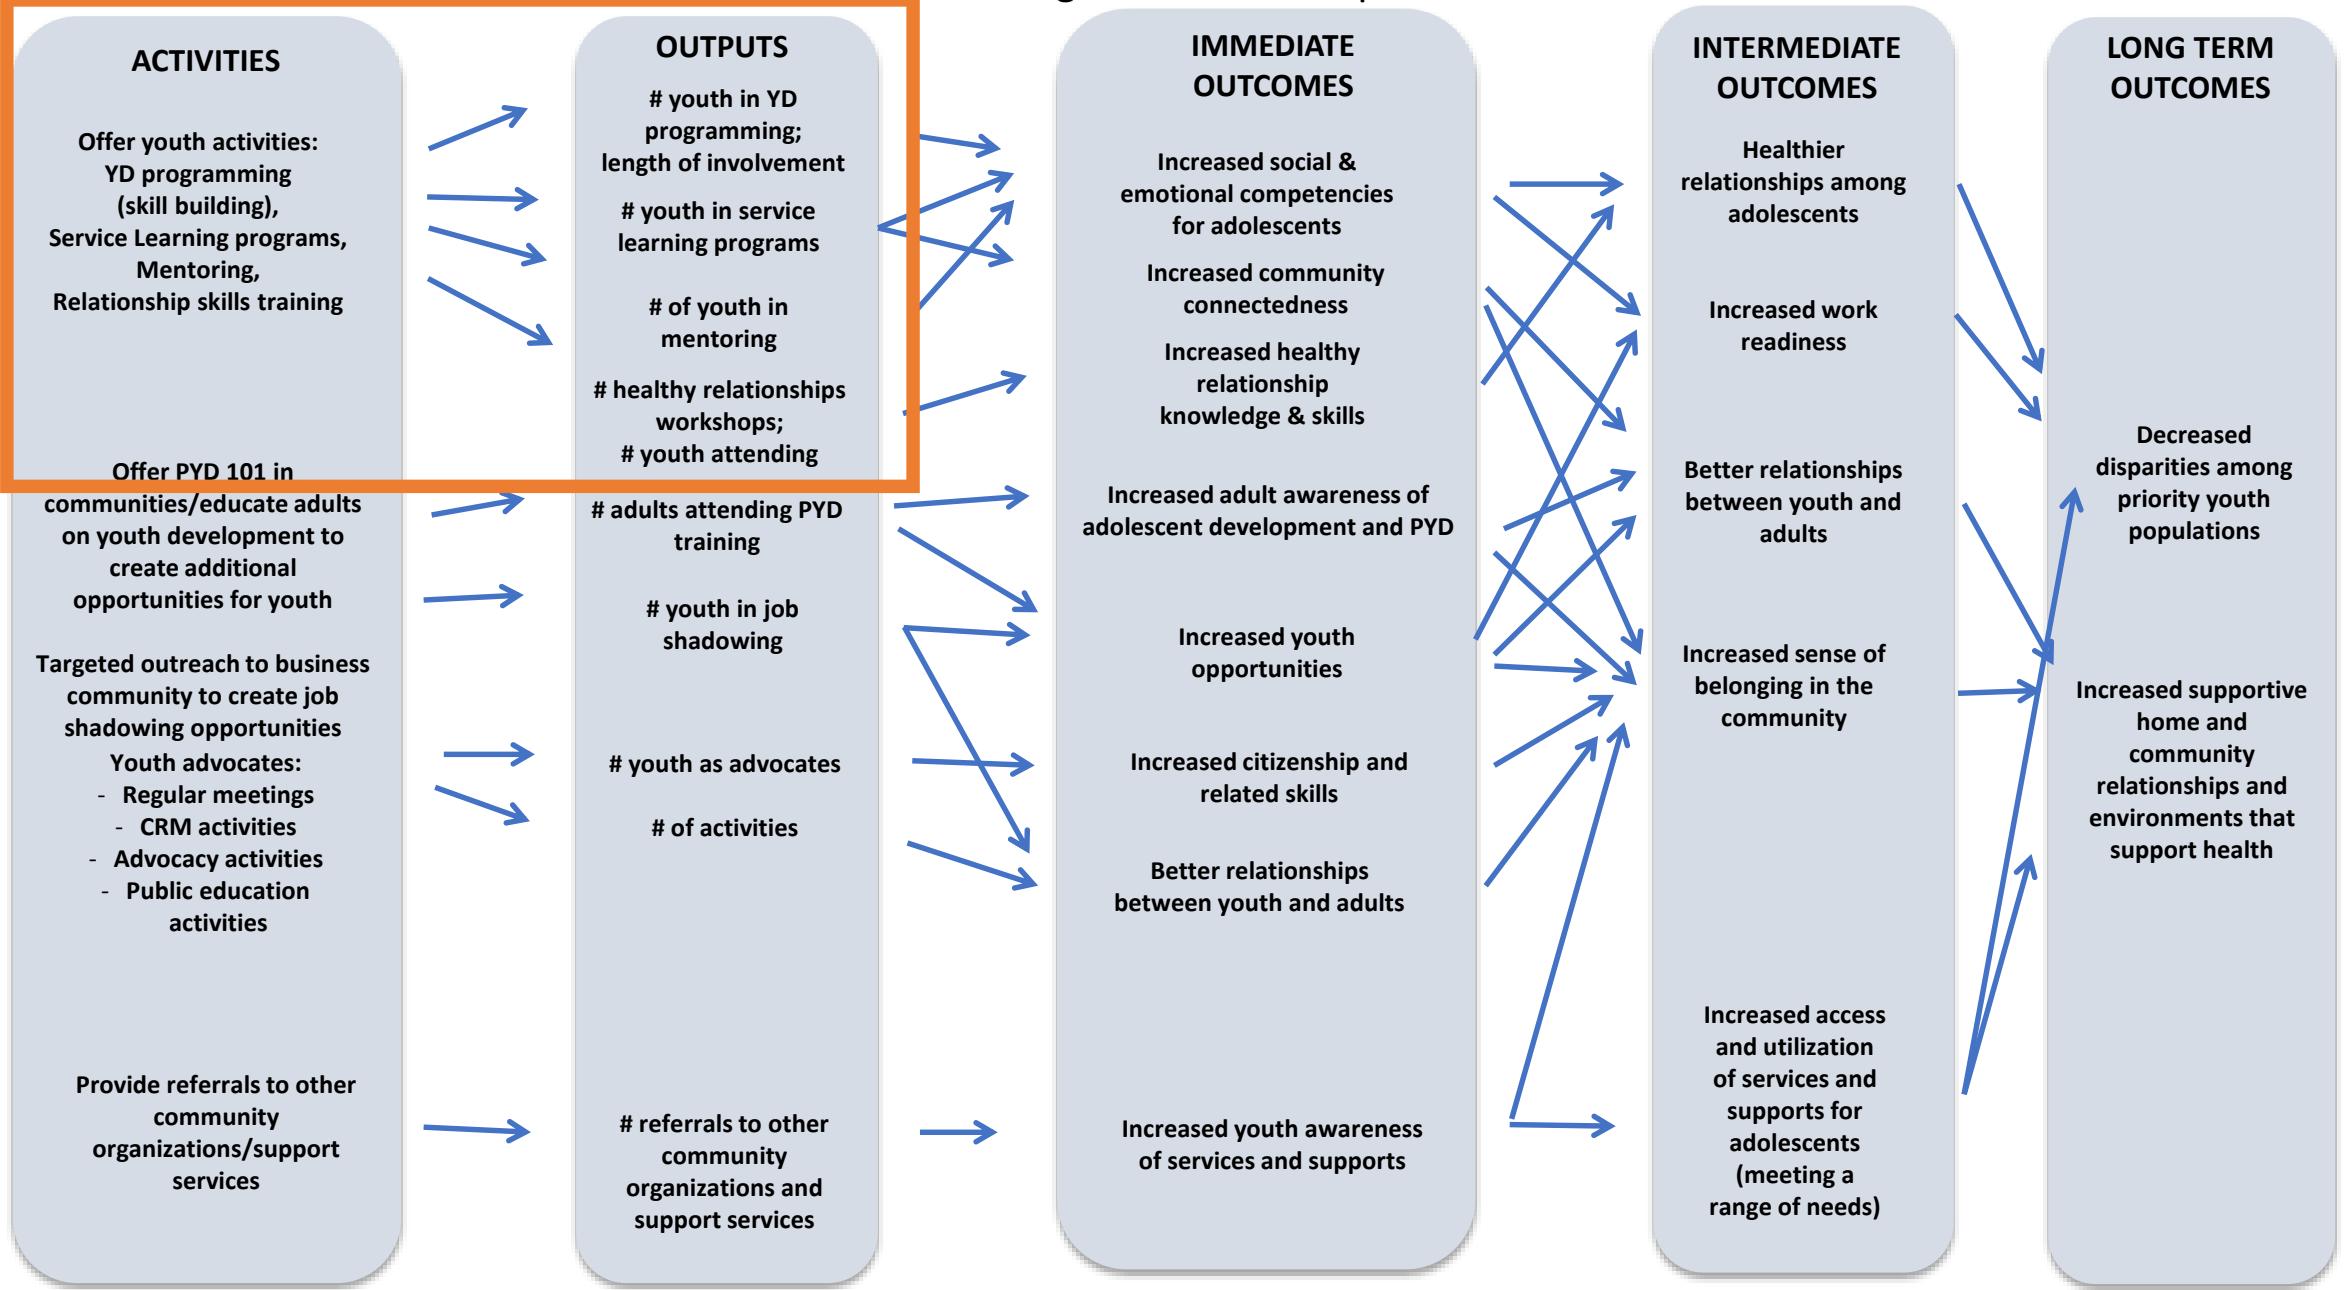 ACTIVITIES
Offer youth activities:
YD programming
(skill building),
Service Learning programs,
Mentoring,
Relationship skills training
Offer PYD 101 in
communities/educate adults
on youth development to
create additional
opportunities for youth
Targeted outreach to business
community to create job
shadowing opportunities
Youth advocates:
- Regular meetings
- CRM activities
- Advocacy activities
- Public education
activities
Provide referrals to other
community
organizations/support
services
OUTPUTS
# youth in YD
programming;
length of involvement
# youth in service
learning programs
# of youth in
mentoring
# healthy relationships
workshops;
# youth attending
# adults attending PYD
training
# youth in job
shadowing
# youth as advocates
# of activities
# referrals to other
community
organizations and
support services
IMMEDIATE
OUTCOMES
Increased social &
emotional competencies
for adolescents
Increased community
connectedness
Increased healthy
relationship
knowledge & skills
Increased adult awareness of
adolescent development and PYD
Increased youth
opportunities
Increased citizenship and
related skills
Better relationships
between youth and adults
Increased youth awareness
of services and supports
INTERMEDIATE
OUTCOMES
Healthier
relationships among
adolescents
Increased work
readiness
Better relationships
between youth and
adults
Increased sense of
belonging in the
community
Increased access
and utilization
of services and
supports for
adolescents
(meeting a
range of needs)
LONG TERM
OUTCOMES
Decreased
disparities among
priority youth
populations
Increased supportive
home and
community
relationships and
environments that
support health